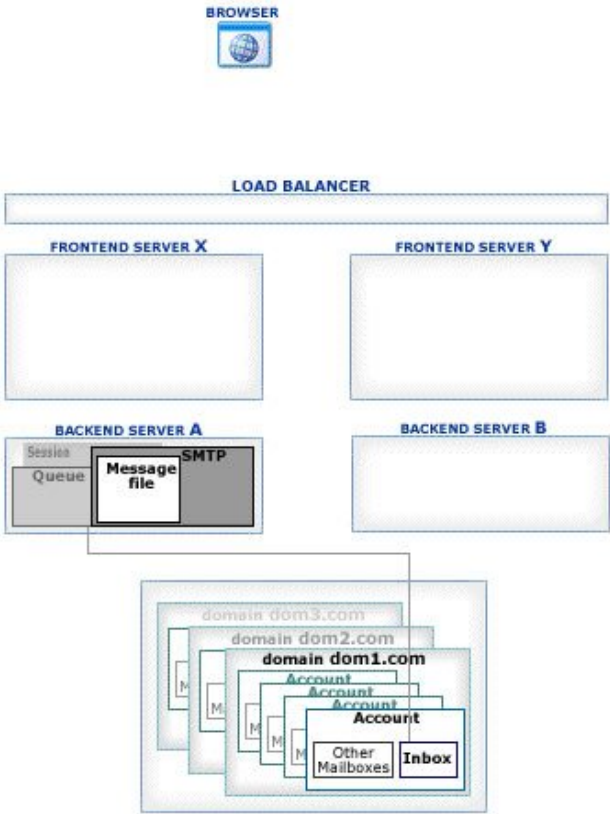 BROWSER
LOAD BALANCER
FRONTEND SERVER X
FRONTEND SERVER Y
BACKEND SERVER A
BACKEND SERVER B
Session
SMTP
Queue
Message
file
domain dom3.com
domain dom2.com
domain dom1.com
Account
Account
Account
Account
M
M
M
M
M
Other
Mailboxes
Inbox